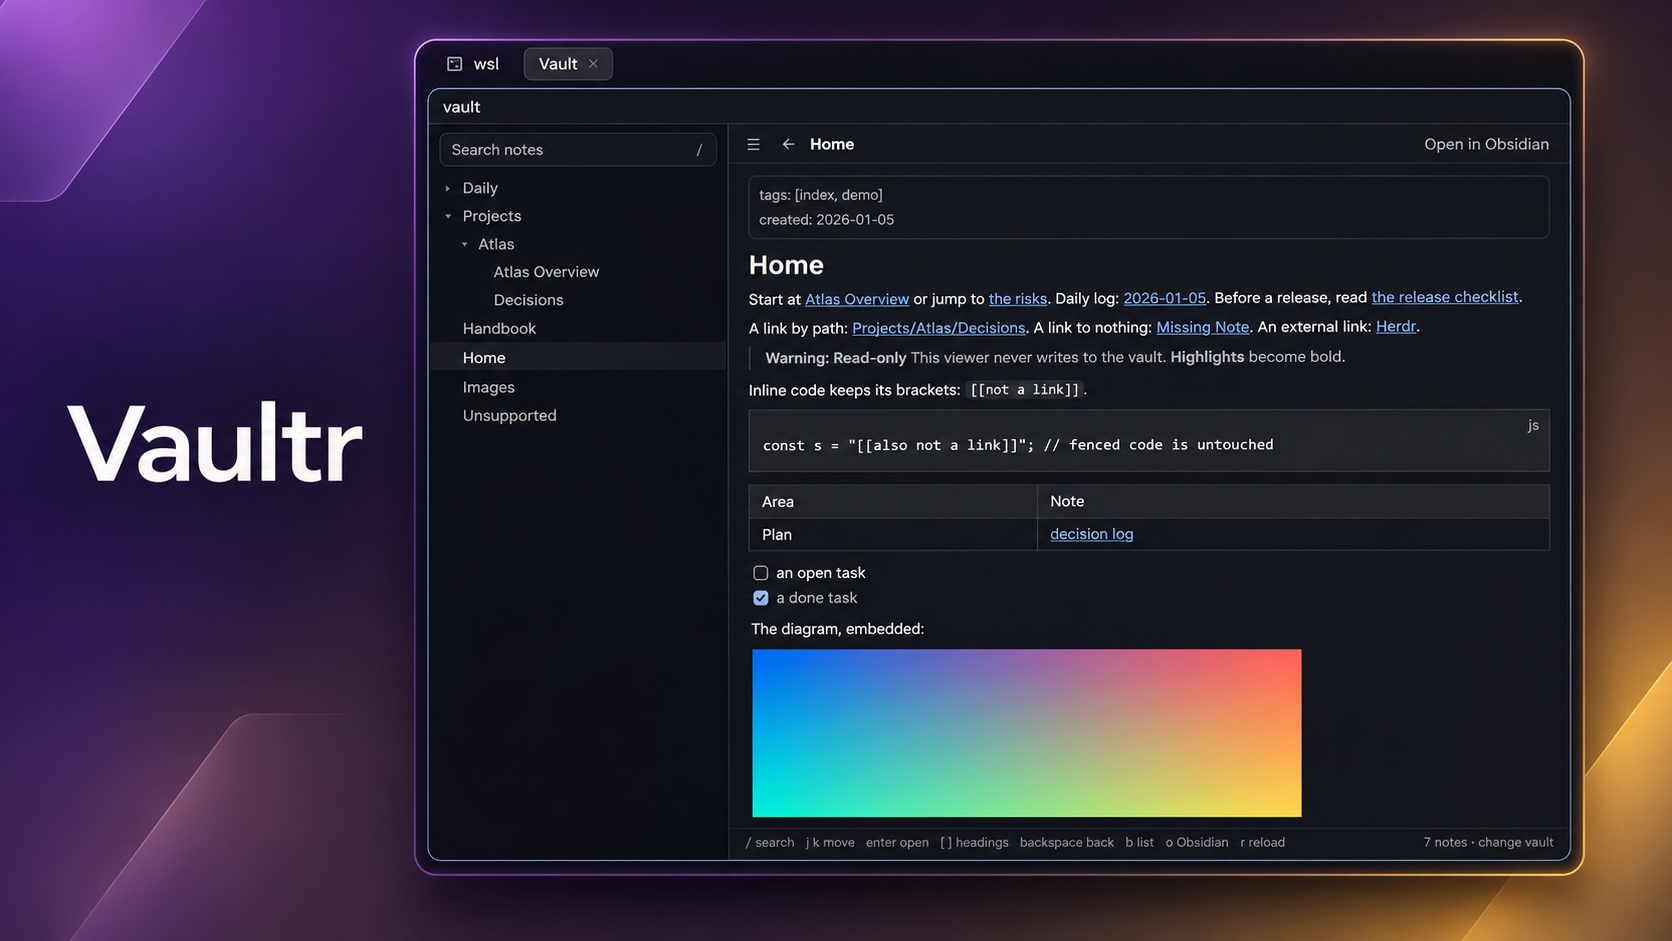 Vaultr
wsl
Vault
vault
Search notes /
Daily
Projects
Atlas
Atlas Overview
Decisions
Handbook
Home
Images
Unsupported
Home
Open in Obsidian
tags: [index, demo]
created: 2026-01-05
Home
Start at Atlas Overview or jump to the risks. Daily log: 2026-01-05. Before a release, read the release checklist.
A link by path: Projects/Atlas/Decisions. A link to nothing: Missing Note. An external link: Herdr.
Warning: Read-only This viewer never writes to the vault. Highlights become bold.
Inline code keeps its brackets: [[not a link]].
js
const s = "[[also not a link]]"; // fenced code is untouched
Area Note
Plan decision log
an open task
a done task
The diagram, embedded:
/ search j k move enter open [ ] headings backspace back b list o Obsidian r reload 7 notes · change vault